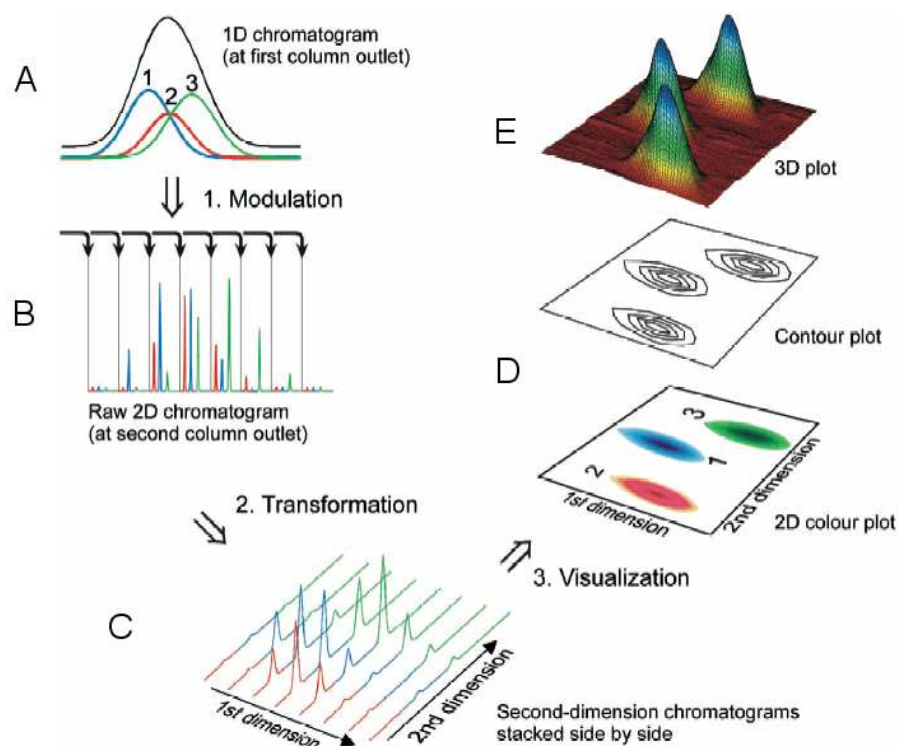 A
1D chromatogram
(at first column outlet)
1
2
3
1. Modulation
B
Raw 2D chromatogram
(at second column outlet)
2. Transformation
C
1st dimension
2nd dimension
Second-dimension chromatograms
stacked side by side
3. Visualization
E
3D plot
Contour plot
D
1
2
3
1st dimension
2nd dimension
2D colour plot